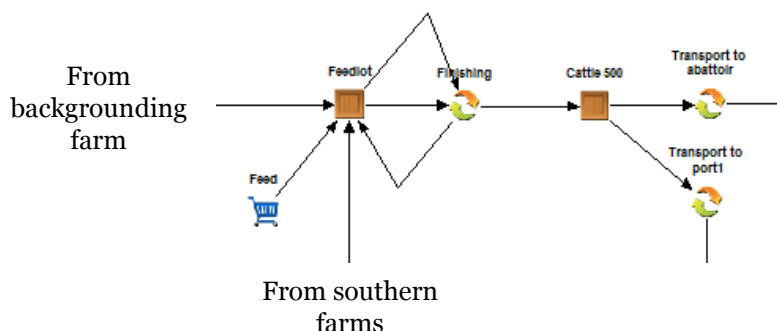 Feedlot
Finishing
Cattle 500
Transport to
abattoir
From
backgrounding
farm
Transport to
port1
Feed
From southern
farms